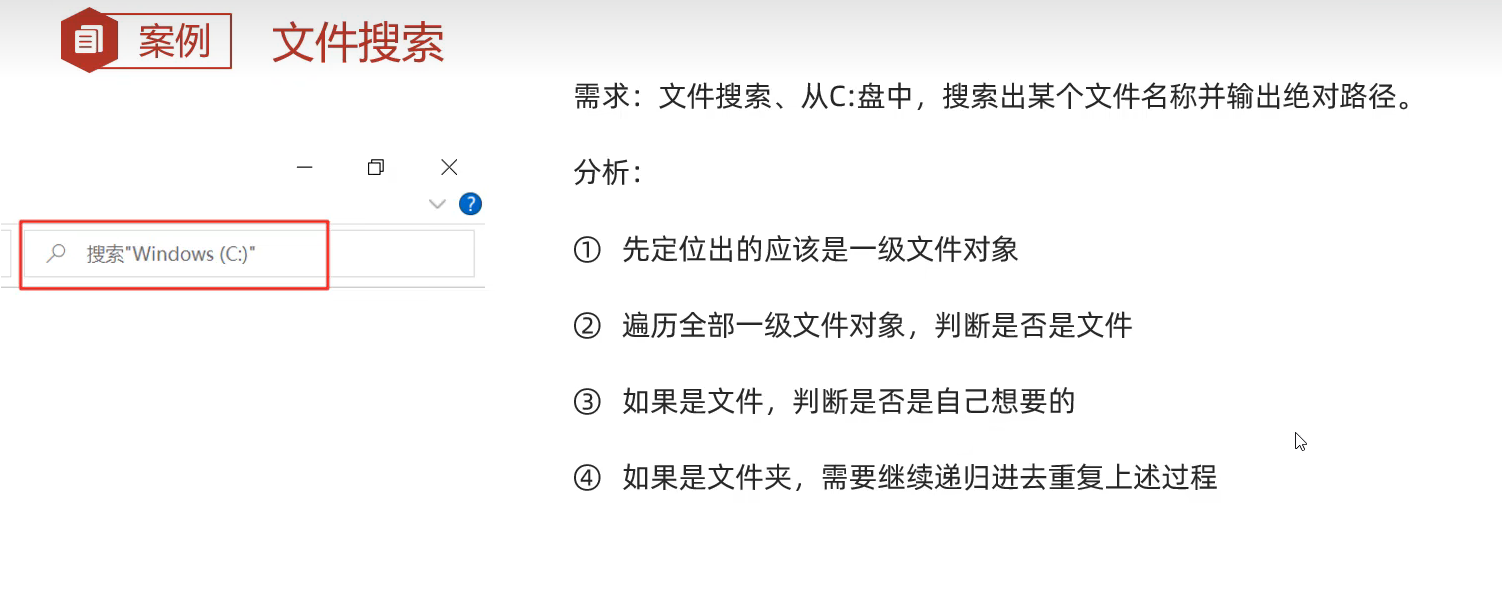 案例 文件搜索
需求：文件搜索、从C:盘中，搜索出某个文件名称并输出绝对路径。
分析：
?
搜索"Windows (C:)"
① 先定位出的应该是一级文件对象
② 遍历全部一级文件对象，判断是否是文件
③ 如果是文件，判断是否是自己想要的
④ 如果是文件夹，需要继续递归进去重复上述过程